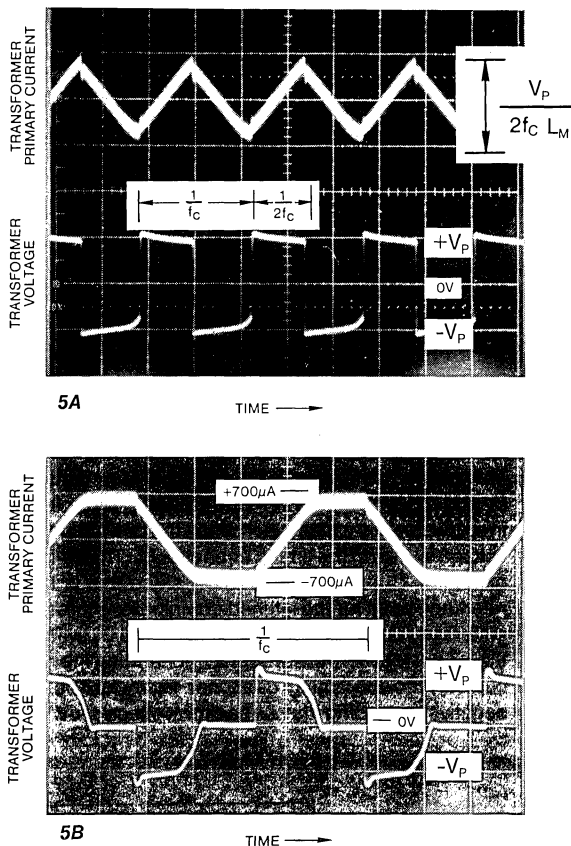 TRANSFORMER
PRIMARY CURRENT
V_P
2f_C L_M
1
f_C
1
2f_C
TRANSFORMER
VOLTAGE
+V_P
0V
-V_P
5A
TIME
TRANSFORMER
PRIMARY CURRENT
+700µA
-700µA
1
f_C
TRANSFORMER
VOLTAGE
+V_P
0V
-V_P
5B
TIME